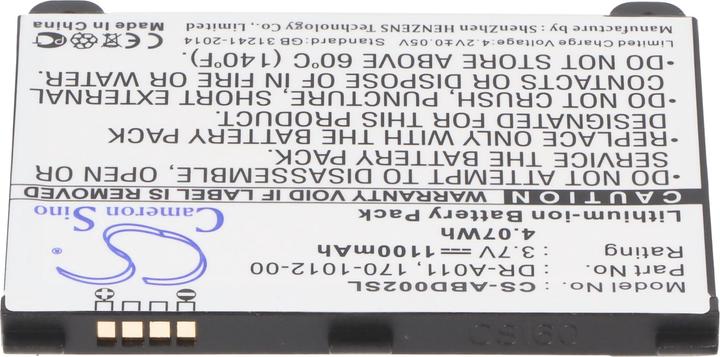 Cameron Sino
CS-ABD002SL
Model No.:
Part No.: DR-A011, 170-1012-00
Rating: 3.7V⎓1100mAh
4.07Wh
Lithium-ion Battery Pack
CAUTION WARRANTY VOID IF LABEL IS REMOVED
•DO NOT ATTEMPT TO DISASSEMBLE, OPEN OR
SERVICE THE BATTERY PACK
•REPLACE ONLY WITH THE BATTERY PACK
DESIGNATED FOR THIS PRODUCT.
•DO NOT CRUSH, PUNCTURE, SHORT EXTERNAL
CONTACTS OR DISPOSE OF IN FIRE OR WATER.
•DO NOT STORE ABOVE 60°C (140°F).
Limited Charge Voltage: 4.2V±0.05V Standard:GB 31241-2014
Manufacture by : ShenZhen HENZENS Technology Co., Ltd.
Made In China
CSI60